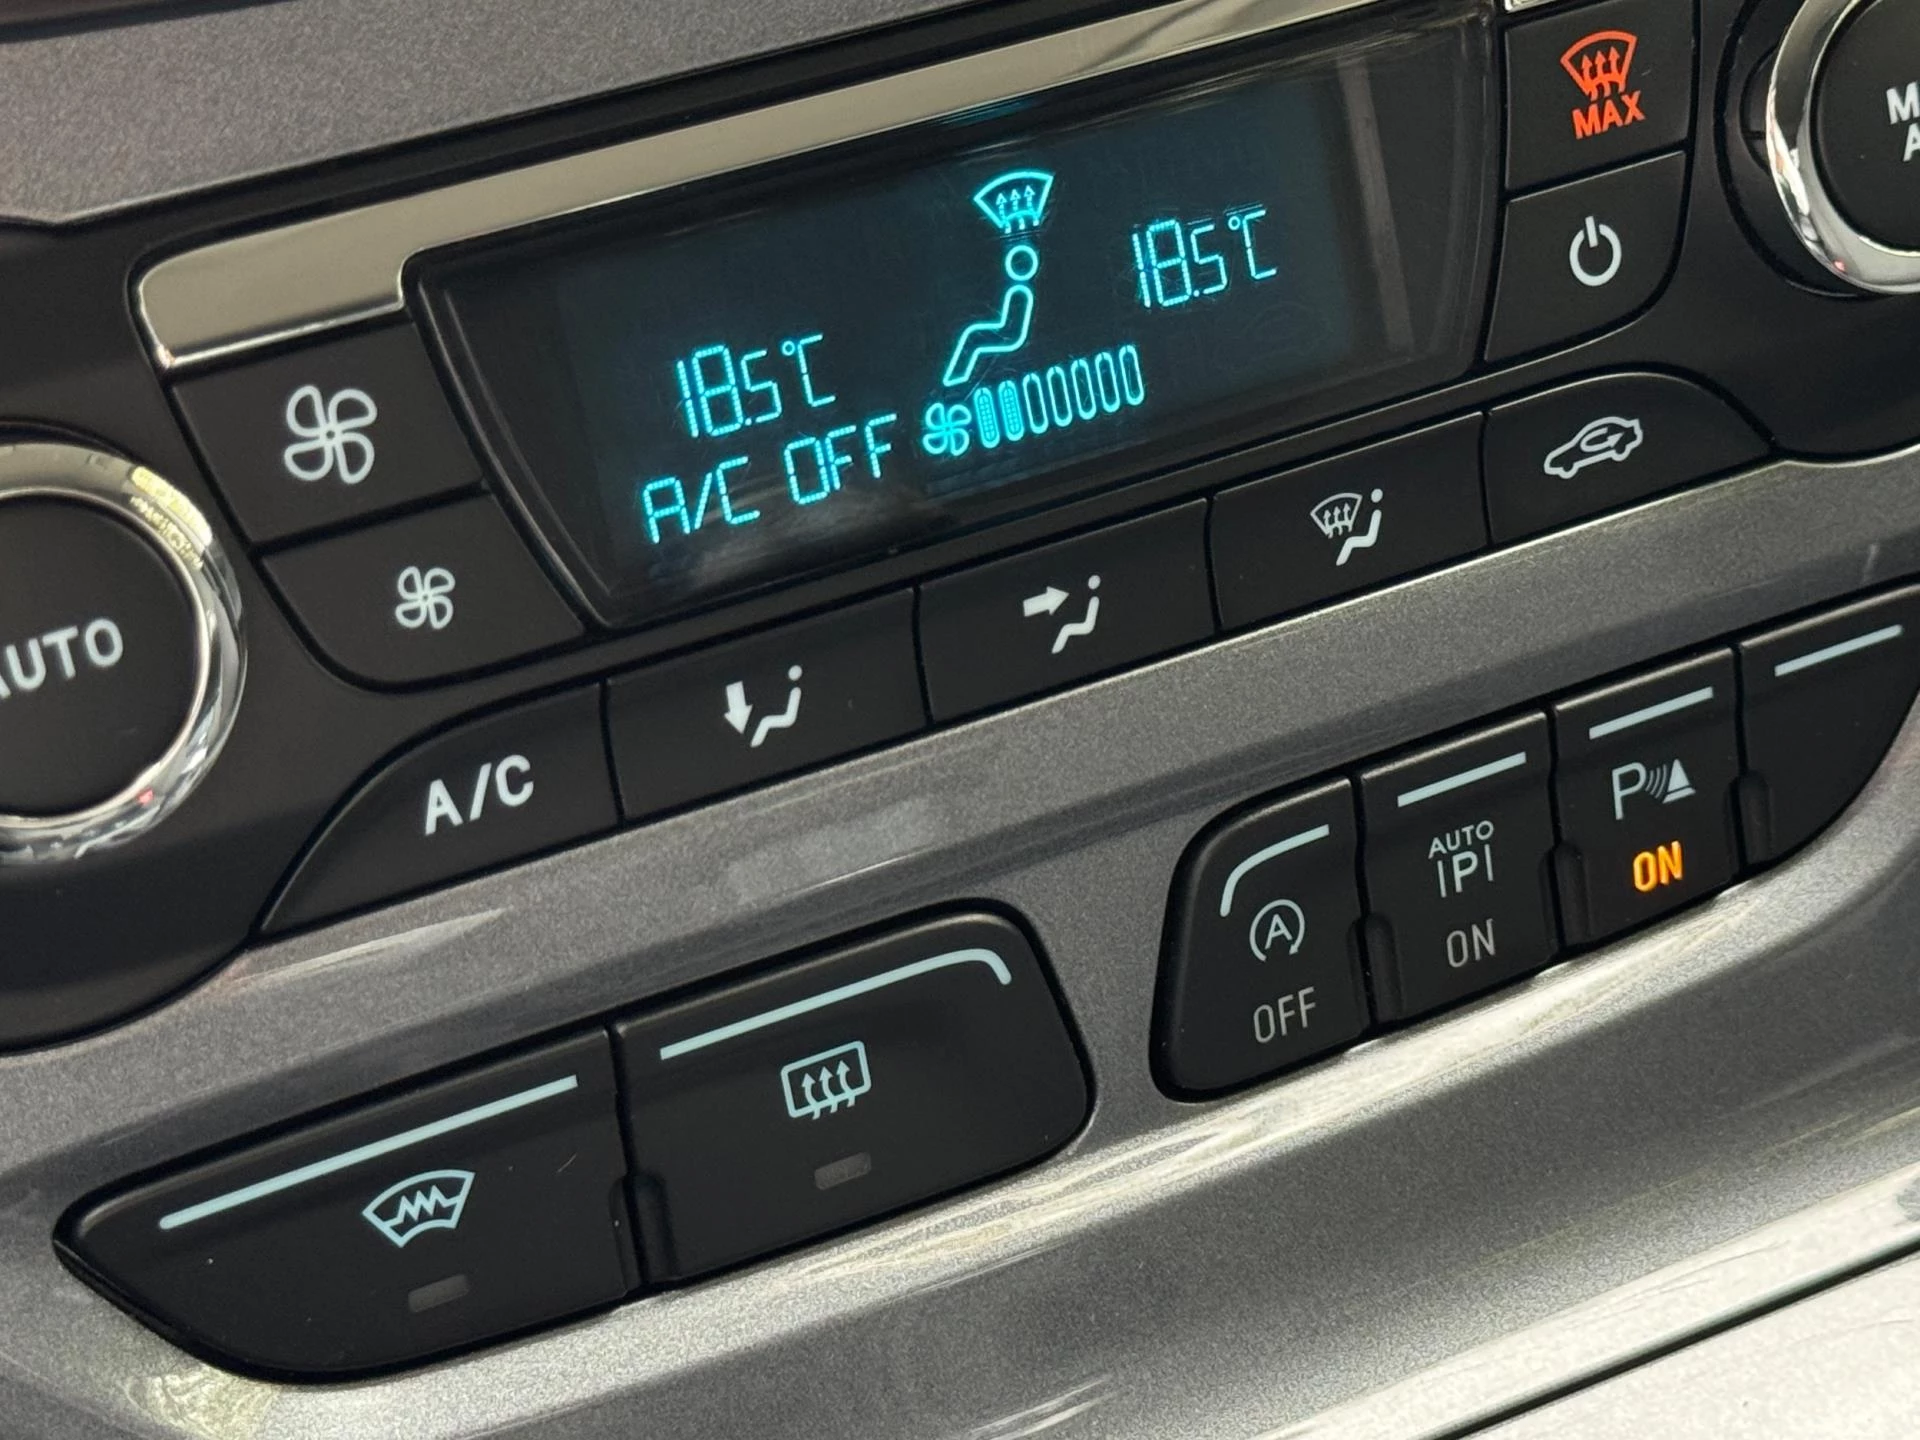 MAX
M
A
18.5°C
18.5°C
A/C OFF
AUTO
A/C
P
ON
AUTO
P
ON
A
OFF